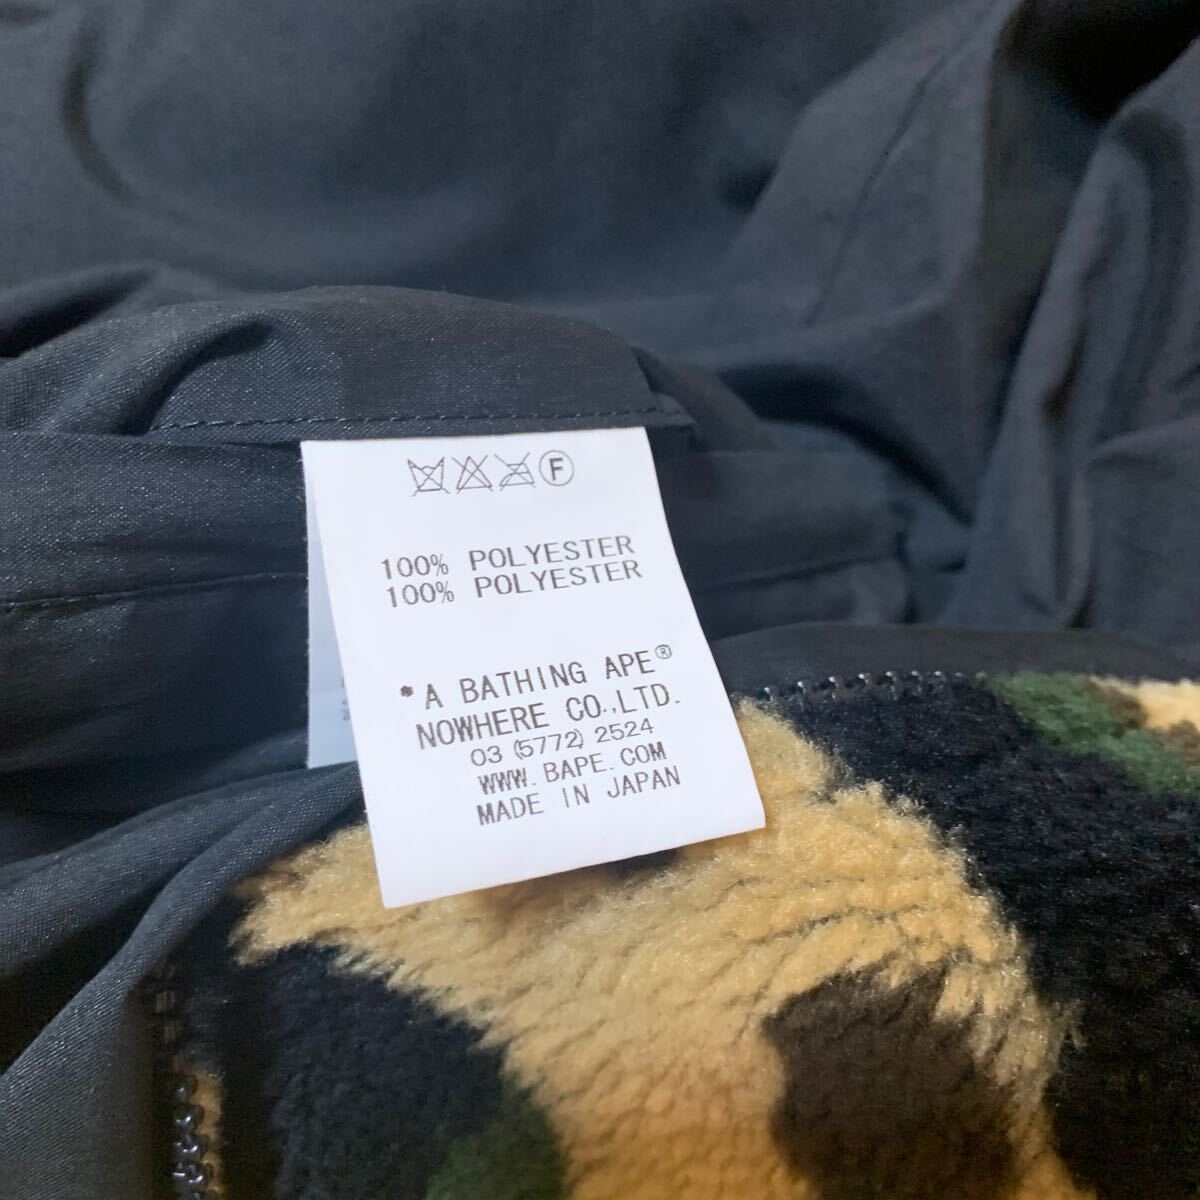 F
100% POLYESTER
100% POLYESTER
*A BATHING APE®
NOWHERE CO.,LTD.
03 (5772) 2524
WWW. BAPE. COM
MADE IN JAPAN